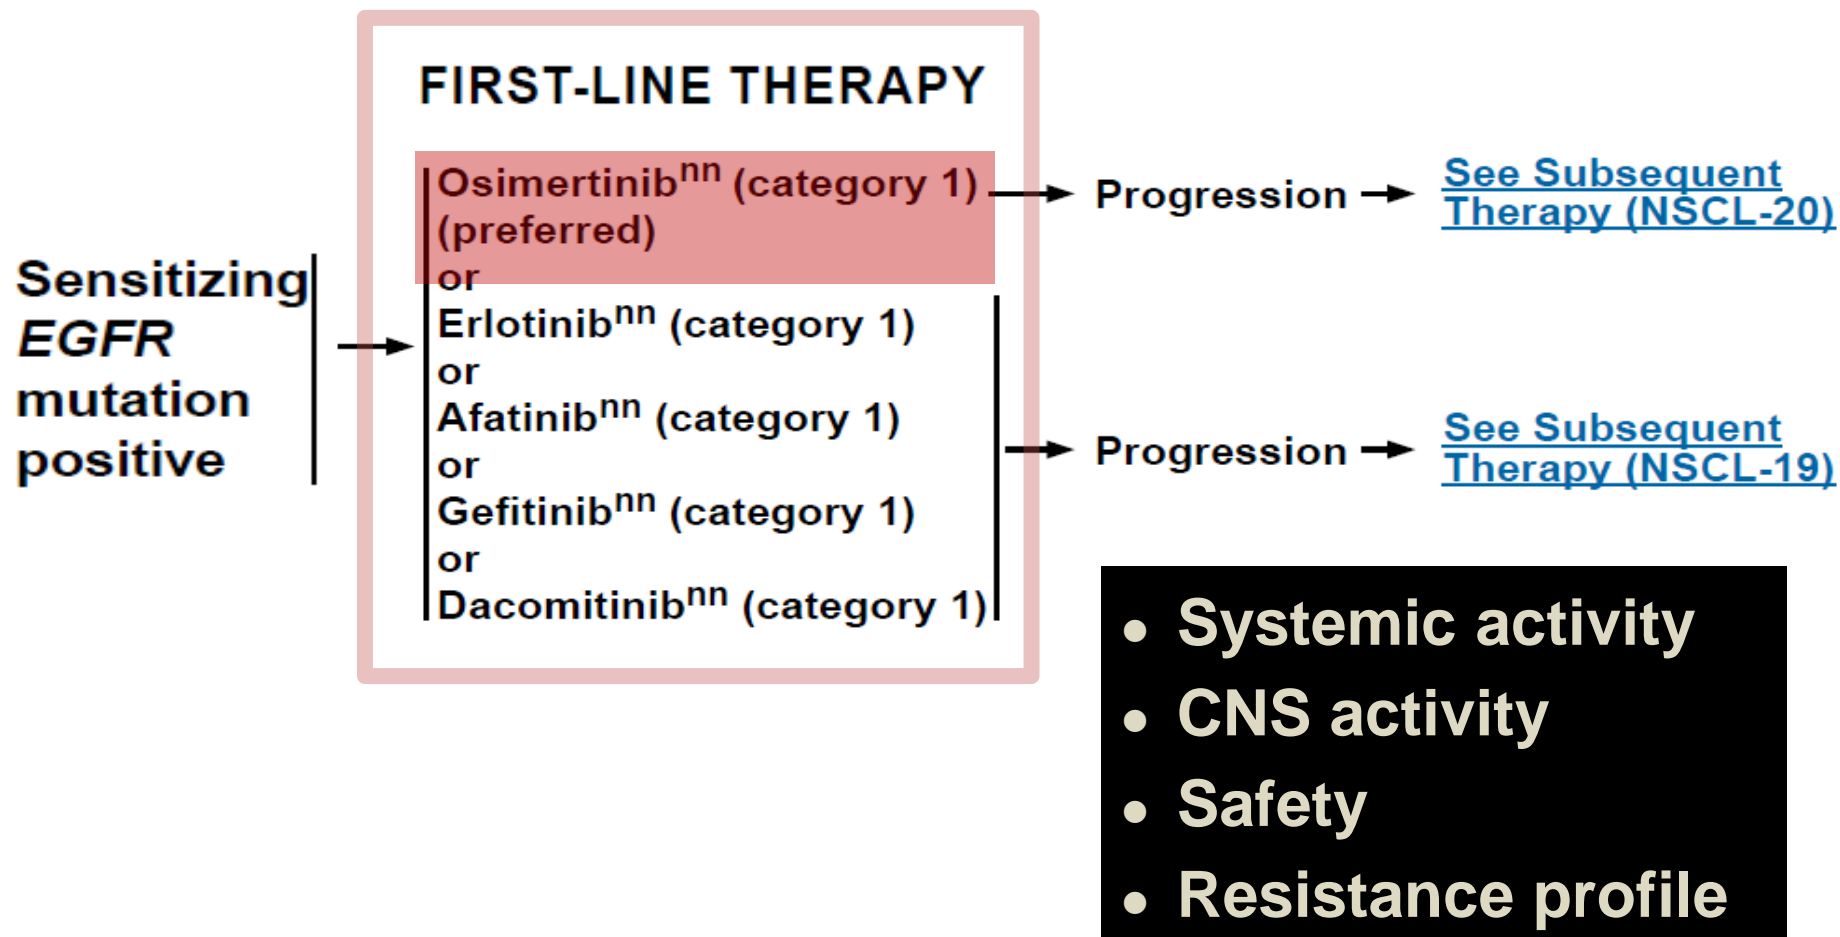 Sensitizing
EGFR
mutation
positive
FIRST-LINE THERAPY
Osimertinibⁿⁿ (category 1)
(preferred)
or
Erlotinibⁿⁿ (category 1)
or
Afatinibⁿⁿ (category 1)
or
Gefitinibⁿⁿ (category 1)
or
Dacomitinibⁿⁿ (category 1)
Progression
See Subsequent
Therapy (NSCL-20)
Progression
See Subsequent
Therapy (NSCL-19)
● Systemic activity
● CNS activity
● Safety
● Resistance profile